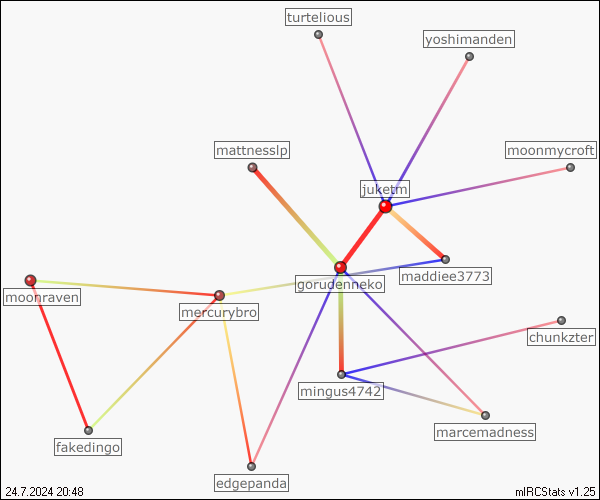 turtelious
yoshimanden
mattnesslp
moonmycroft
juketm
maddiee3773
gorudenneko
moonraven
mercurybro
chunkzter
mingus4742
marcemadness
fakedingo
edgepanda
24.7.2024 20:48
mIRCStats v1.25